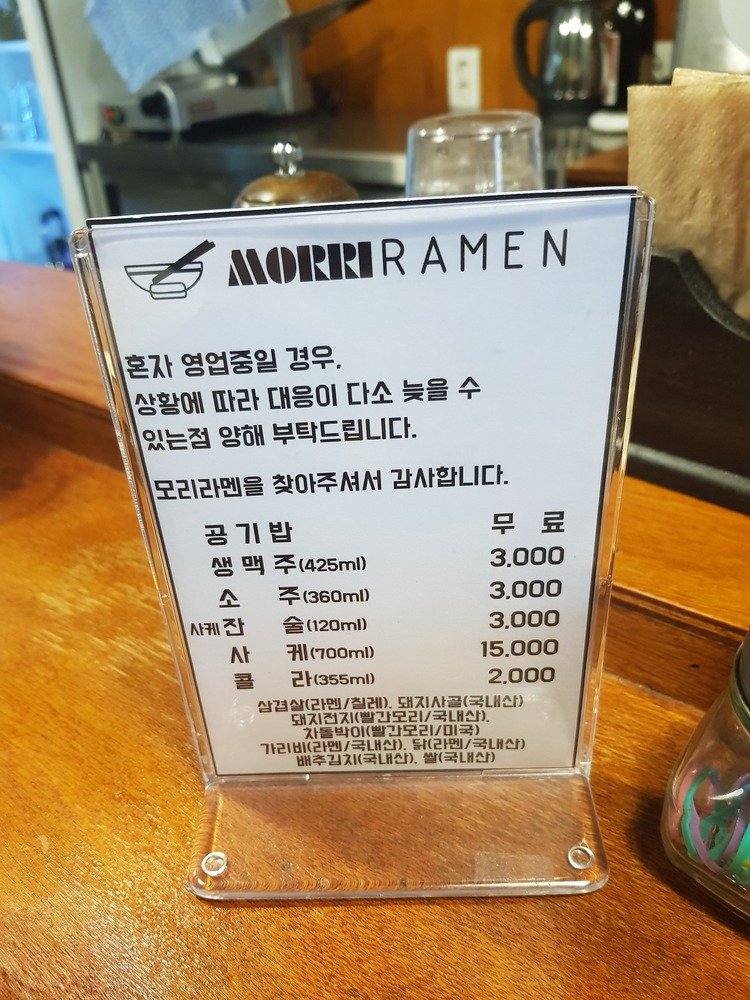 MORRI RAMEN
혼자 영업중일 경우,
상황에 따라 대응이 다소 늦을 수
있는점 양해 부탁드립니다.
모리라멘을 찾아주셔서 감사합니다.
공기밥 무 료
생맥주(425ml) 3,000
소 주(360ml) 3,000
사케잔 술(120ml) 3,000
사 케(700ml) 15,000
콜 라(355ml) 2,000
삼겹살(라멘/칠레), 돼지사골(국내산)
돼지전지(빨간모리/국내산),
차돌박이(빨간모리/미국)
가리비(라멘/국내산), 닭(라멘/국내산)
배추김치(국내산), 쌀(국내산)